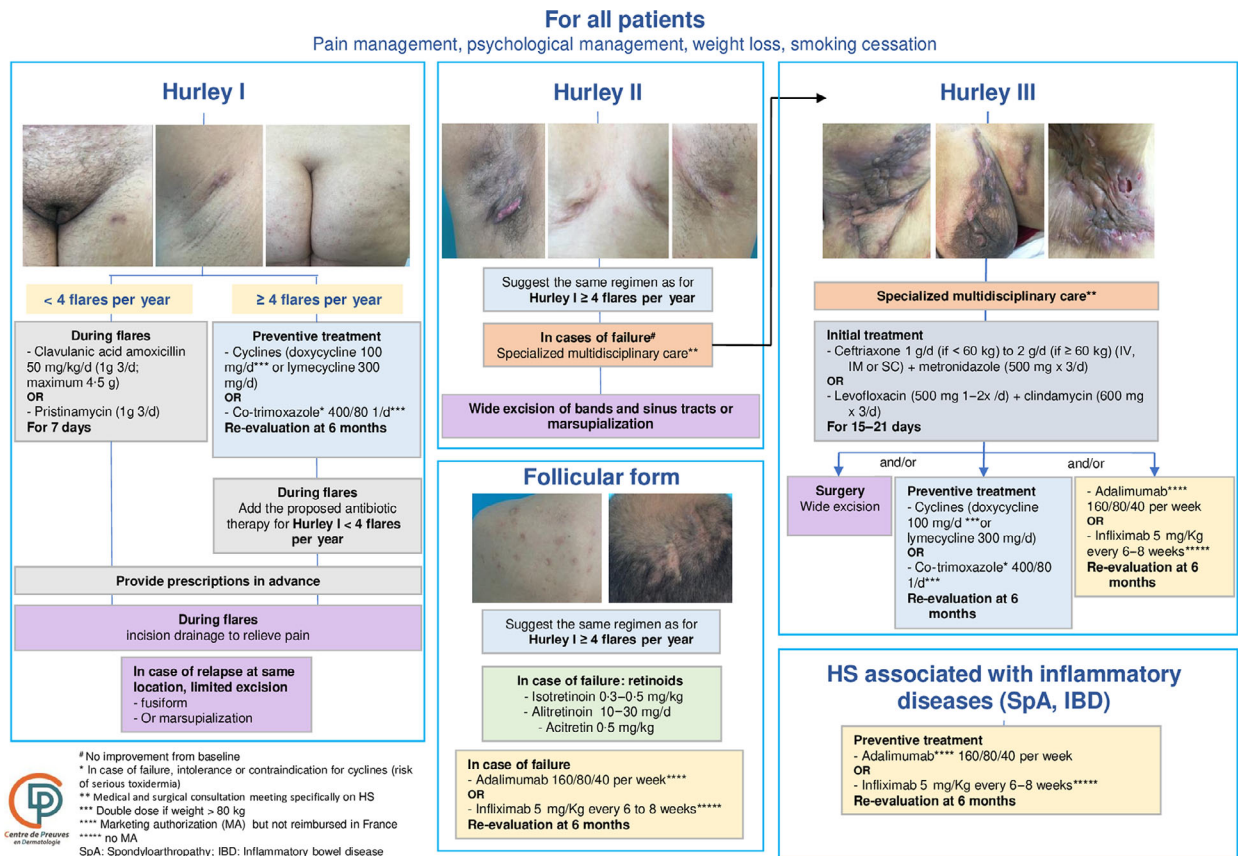 For all patients
Pain management, psychological management, weight loss, smoking cessation
Hurley I
< 4 flares per year
≥ 4 flares per year
During flares
- Clavulanic acid amoxicillin
50 mg/kg/d (1g 3/d;
maximum 4·5 g)
OR
- Pristinamycin (1g 3/d)
For 7 days
Preventive treatment
- Cyclines (doxycycline 100
mg/d*** or lymecycline 300
mg/d)
OR
- Co-trimoxazole* 400/80 1/d***
Re-evaluation at 6 months
During flares
Add the proposed antibiotic
therapy for Hurley I < 4 flares
per year
Provide prescriptions in advance
During flares
incision drainage to relieve pain
In case of relapse at same
location, limited excision
- fusiform
- Or marsupialization
Hurley II
Suggest the same regimen as for
Hurley I ≥ 4 flares per year
In cases of failure#
Specialized multidisciplinary care**
Wide excision of bands and sinus tracts or
marsupialization
Follicular form
Suggest the same regimen as for
Hurley I ≥ 4 flares per year
In case of failure: retinoids
- Isotretinoin 0·3–0·5 mg/kg
- Alitretinoin 10–30 mg/d
- Acitretin 0·5 mg/kg
In case of failure
- Adalimumab 160/80/40 per week****
OR
- Infliximab 5 mg/Kg every 6 to 8 weeks*****
Re-evaluation at 6 months
Hurley III
Specialized multidisciplinary care**
Initial treatment
- Ceftriaxone 1 g/d (if < 60 kg) to 2 g/d (if ≥ 60 kg) (IV,
IM or SC) + metronidazole (500 mg x 3/d)
OR
- Levofloxacin (500 mg 1–2x /d) + clindamycin (600 mg
x 3/d)
For 15–21 days
and/or
and/or
Surgery
Wide excision
Preventive treatment
- Cyclines (doxycycline
100 mg/d ***or
lymecycline 300 mg/d)
OR
- Co-trimoxazole* 400/80
1/d***
Re-evaluation at 6
months
- Adalimumab****
160/80/40 per week
OR
- Infliximab 5 mg/Kg
every 6–8 weeks*****
Re-evaluation at 6
months
HS associated with inflammatory
diseases (SpA, IBD)
Preventive treatment
- Adalimumab**** 160/80/40 per week
OR
- Infliximab 5 mg/Kg every 6–8 weeks*****
Re-evaluation at 6 months
# No improvement from baseline
* In case of failure, intolerance or contraindication for cyclines (risk
of serious toxidermia)
** Medical and surgical consultation meeting specifically on HS
*** Double dose if weight > 80 kg
**** Marketing authorization (MA) but not reimbursed in France
***** no MA
SpA: Spondyloarthropathy; IBD: Inflammatory bowel disease
Centre de Preuves
en Dermatologie